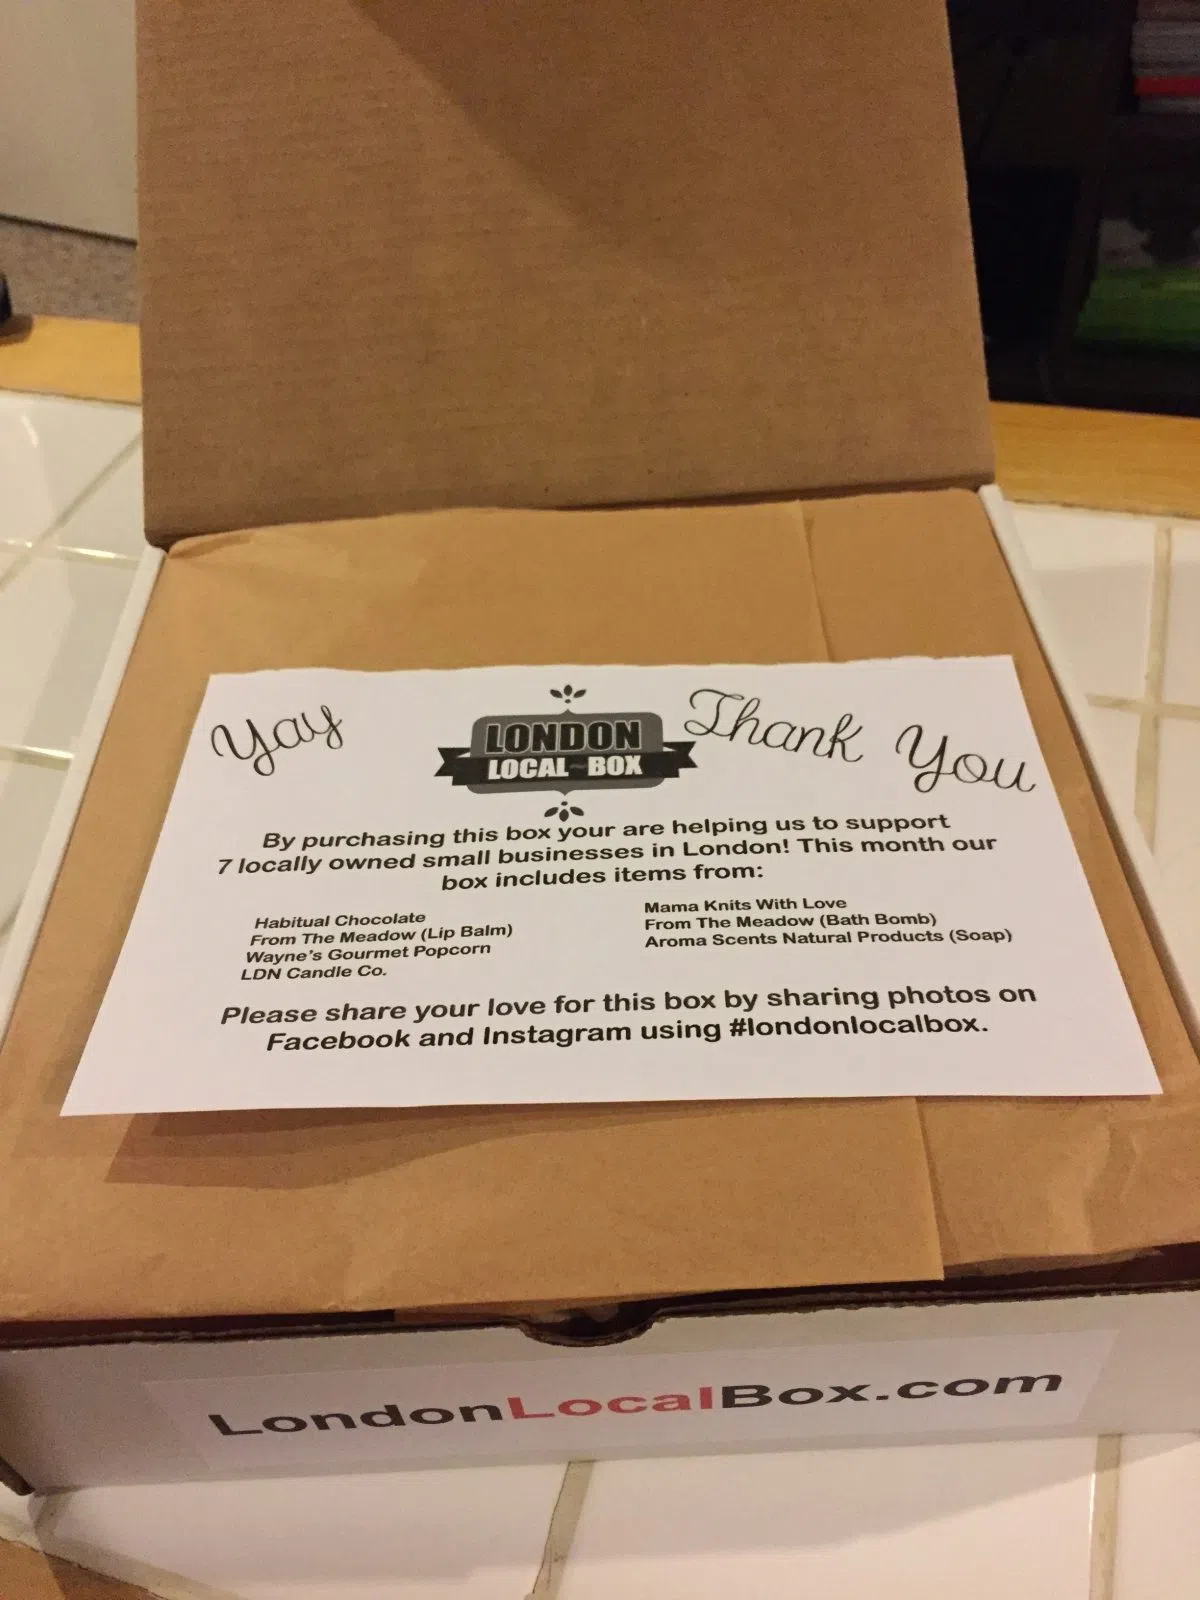 Yay
LONDON
LOCAL~BOX
Thank You
By purchasing this box your are helping us to support
7 locally owned small businesses in London! This month our
box includes items from:
Habitual Chocolate
From The Meadow (Lip Balm)
Wayne's Gourmet Popcorn
LDN Candle Co.
Mama Knits With Love
From The Meadow (Bath Bomb)
Aroma Scents Natural Products (Soap)
Please share your love for this box by sharing photos on
Facebook and Instagram using #londonlocalbox.
LondonLocalBox.com